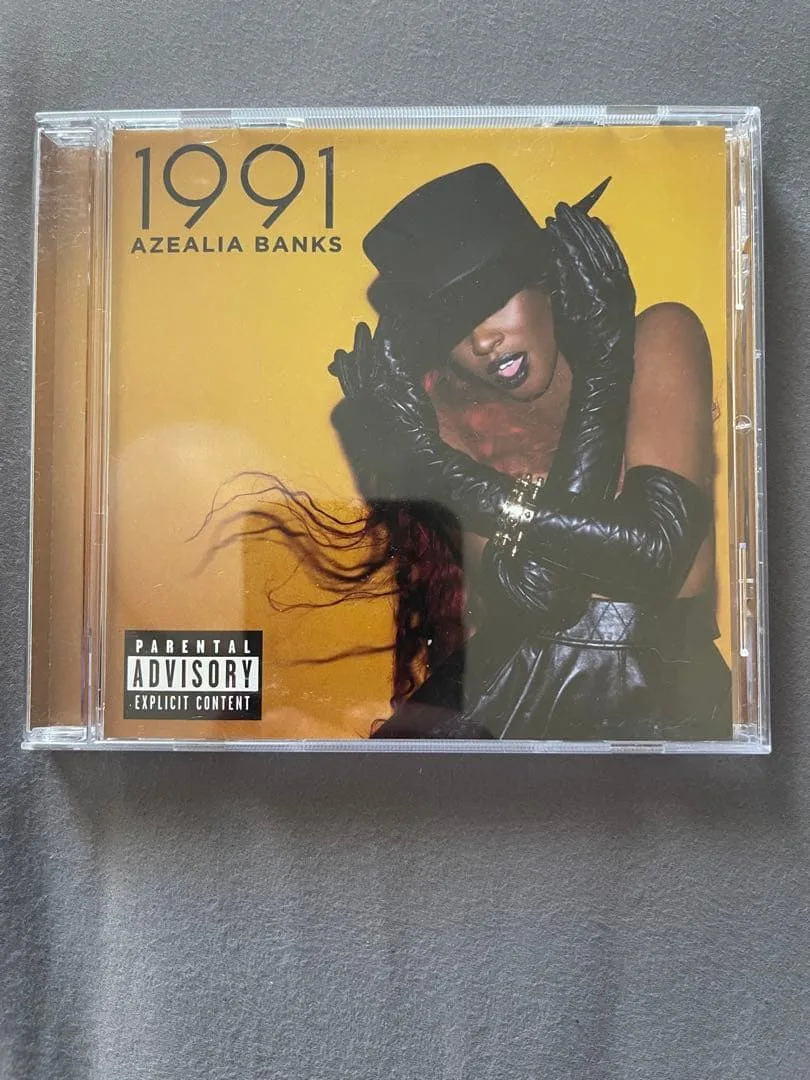 1991
AZEALIA BANKS
PARENTAL
ADVISORY
EXPLICIT CONTENT